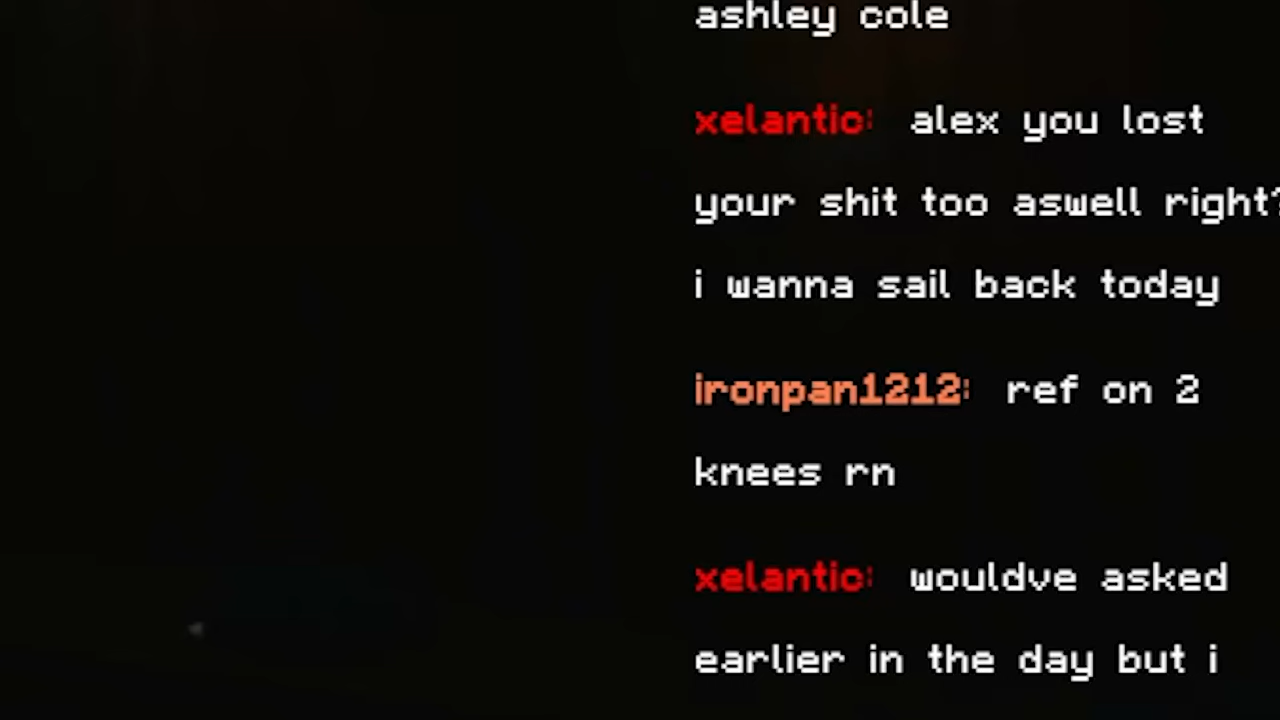 ashley cole
xelantic: alex you lost
your shit too aswell right?
i wanna sail back today
ironpan1212: ref on 2
knees rn
xelantic: wouldve asked
earlier in the day but i